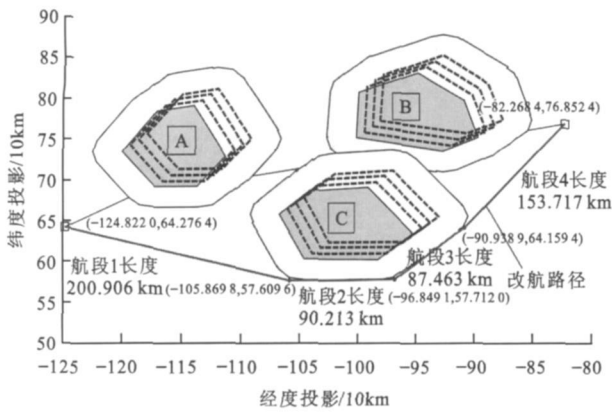 90
85
80
75
70
65
60
55
50
纬度投影/10km
A
B
C
(-82.268 4,76.852 4)
航段4长度
153.717 km
(-124.822 0,64.276 4)
(-90.938 9,64.159 4)
航段1长度
200.906 km
(-105.869 8,57.609 6)
航段2长度
90.213 km
航段3长度
87.463 km
(-96.849 1,57.712 0)
改航路径
-125 -120 -115 -110 -105 -100 -95 -90 -85 -80
经度投影/10km